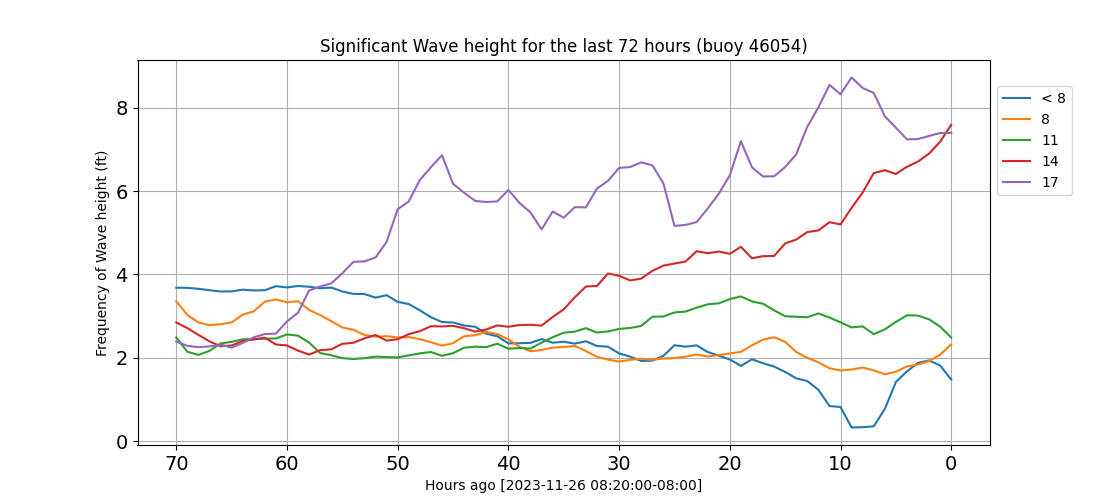 Significant Wave height for the last 72 hours (buoy 46054)
Frequency of Wave height (ft)
8
6
4
2
0
70 60 50 40 30 20 10 0
Hours ago [2023-11-26 08:20:00-08:00]
< 8
8
11
14
17